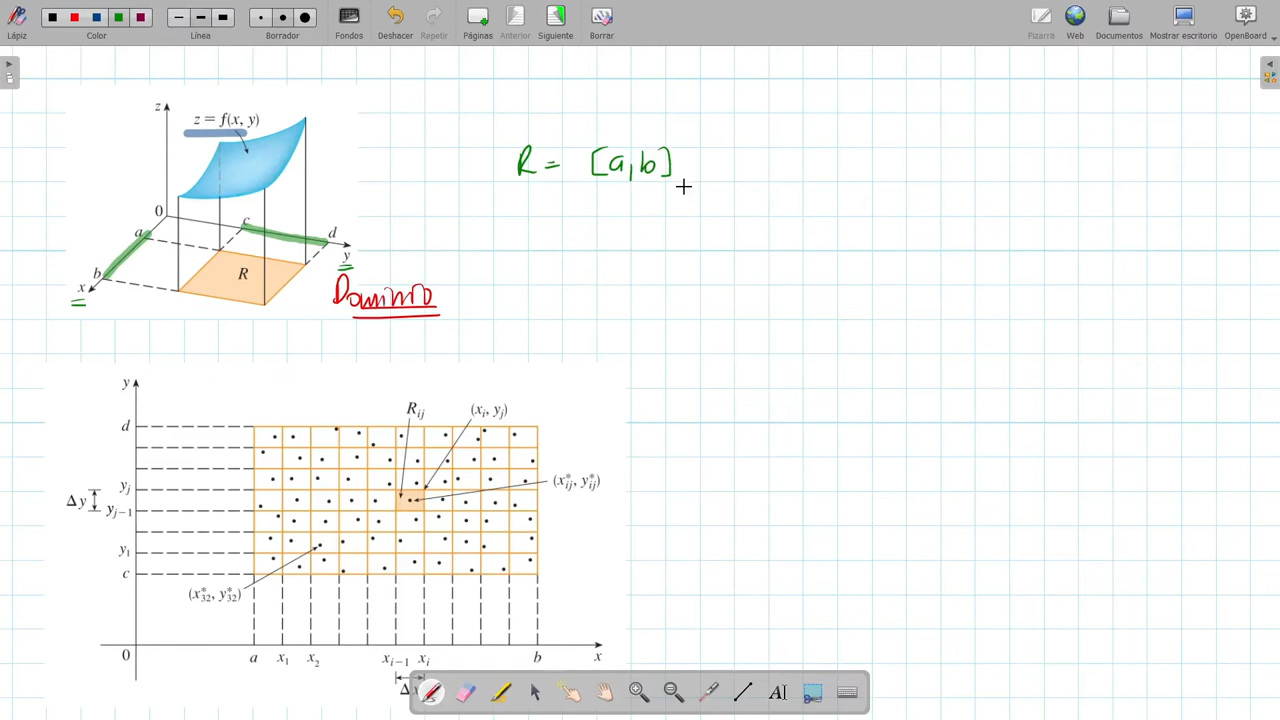 Lápiz Color Línea Borrador Fondos Deshacer Repetir Páginas Anterior Siguiente Borrar Pizarra Web Documentos Mostrar escritorio OpenBoard
z
z = f(x, y)
R = [a,b]
0
c
a
d
b
R
y
x
Dominio
y
R_ij
(x_i, y_j)
d
y_j
(x*_ij, y*_ij)
Δy
y_j−1
y_1
c
(x*_32, y*_32)
0
a x_1 x_2 x_i−1 x_i b x
Δx
A